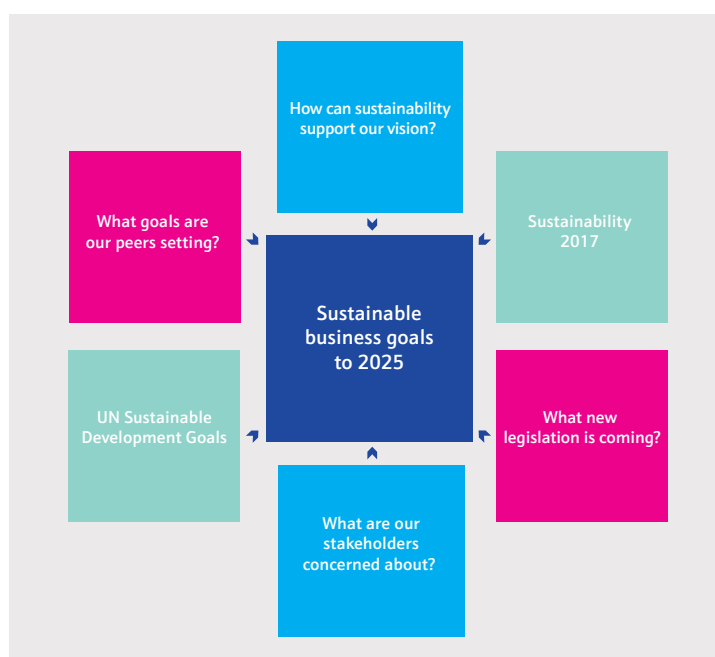 How can sustainability
support our vision?
What goals are
our peers setting?
Sustainability
2017
Sustainable
business goals
to 2025
UN Sustainable
Development Goals
What new
legislation is coming?
What are our
stakeholders
concerned about?